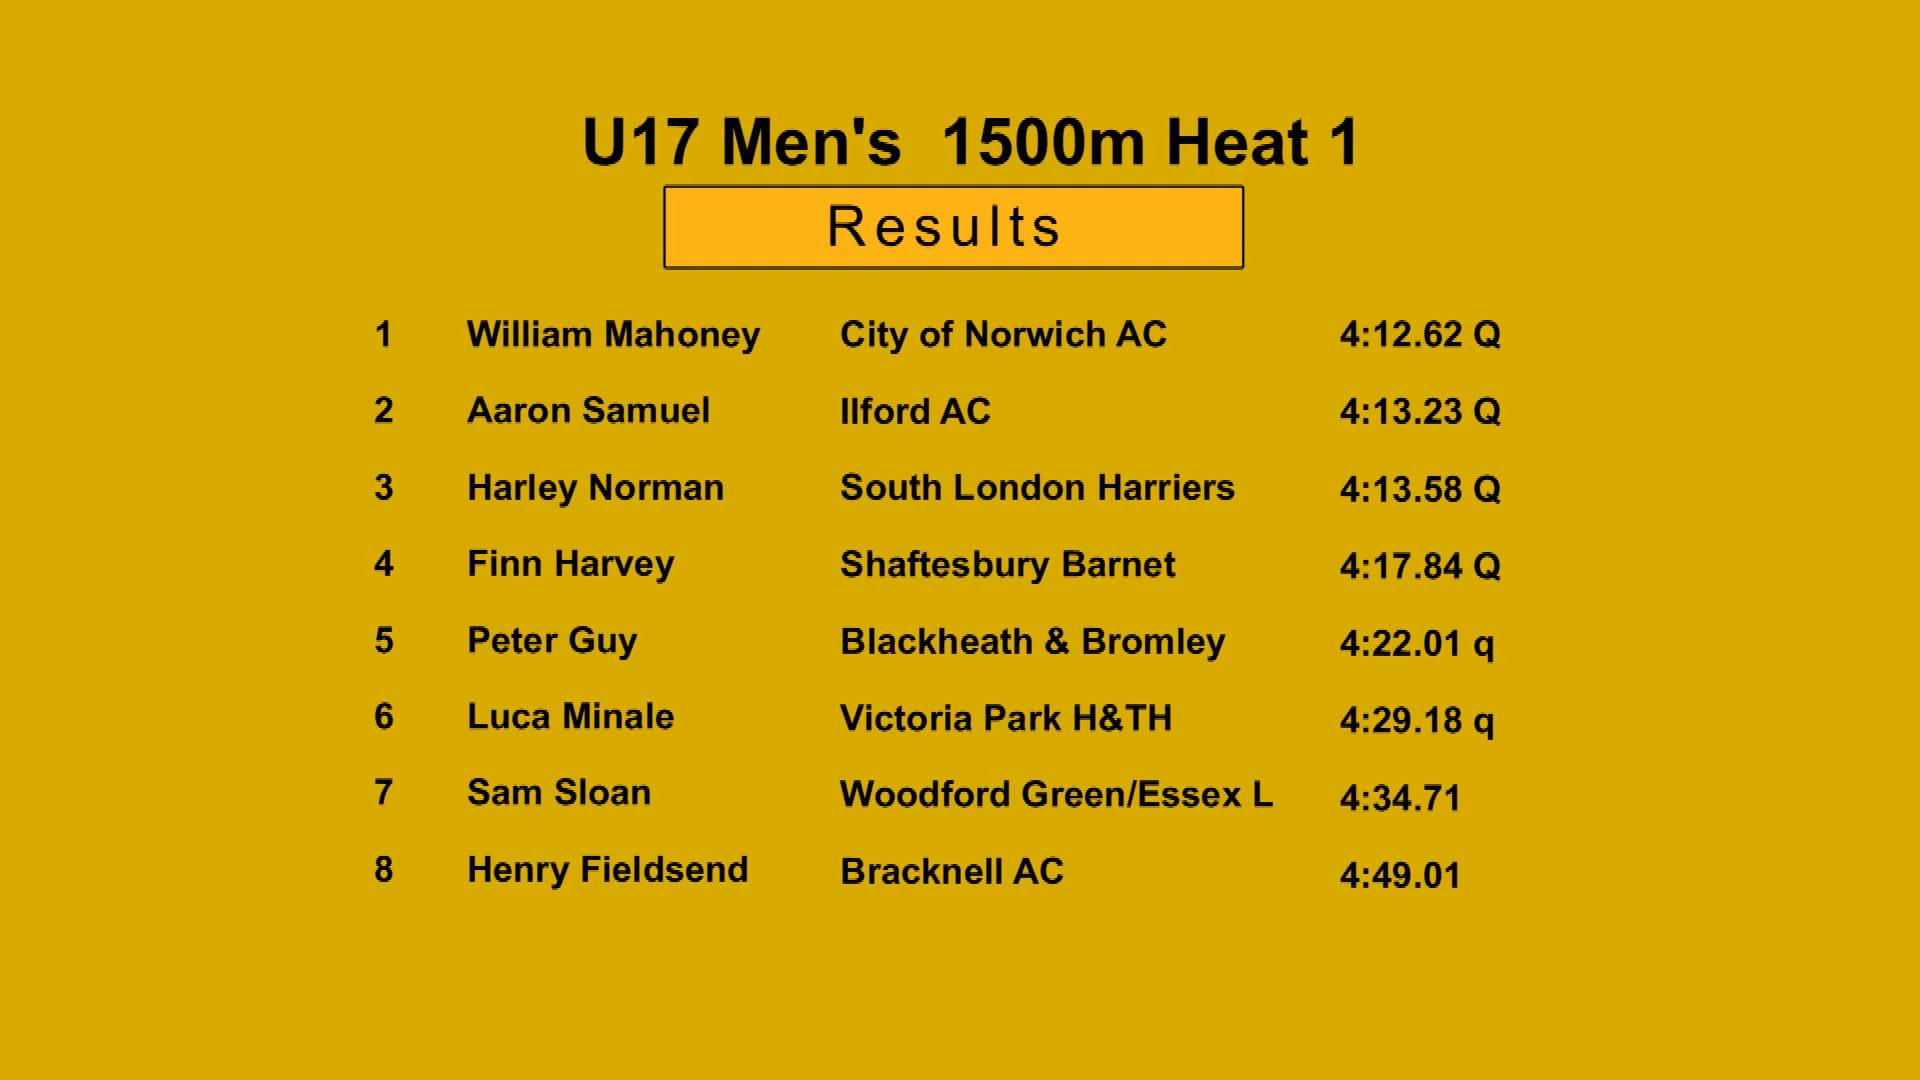 U17 Men's  1500m Heat 1
Results
1 William Mahoney City of Norwich AC 4:12.62 Q
2 Aaron Samuel Ilford AC 4:13.23 Q
3 Harley Norman South London Harriers 4:13.58 Q
4 Finn Harvey Shaftesbury Barnet 4:17.84 Q
5 Peter Guy Blackheath & Bromley 4:22.01 q
6 Luca Minale Victoria Park H&TH 4:29.18 q
7 Sam Sloan Woodford Green/Essex L 4:34.71
8 Henry Fieldsend Bracknell AC 4:49.01